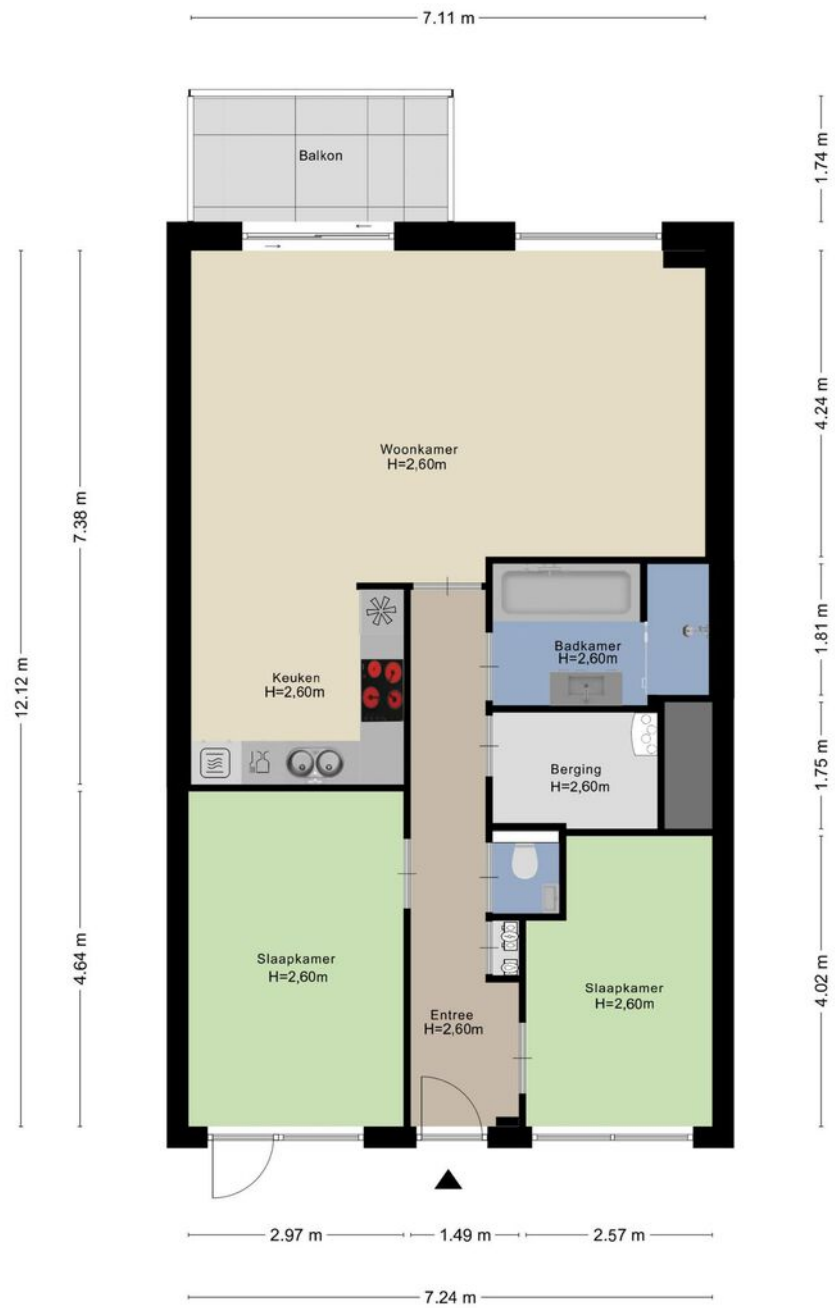 7.11 m
Balkon
1.74 m
4.24 m
Woonkamer
H=2,60m
7.38 m
12.12 m
Keuken
H=2,60m
Badkamer
H=2,60m
1.81 m
Berging
H=2,60m
1.75 m
Slaapkamer
H=2,60m
4.64 m
Slaapkamer
H=2,60m
4.02 m
Entree
H=2,60m
2.97 m
1.49 m
2.57 m
7.24 m